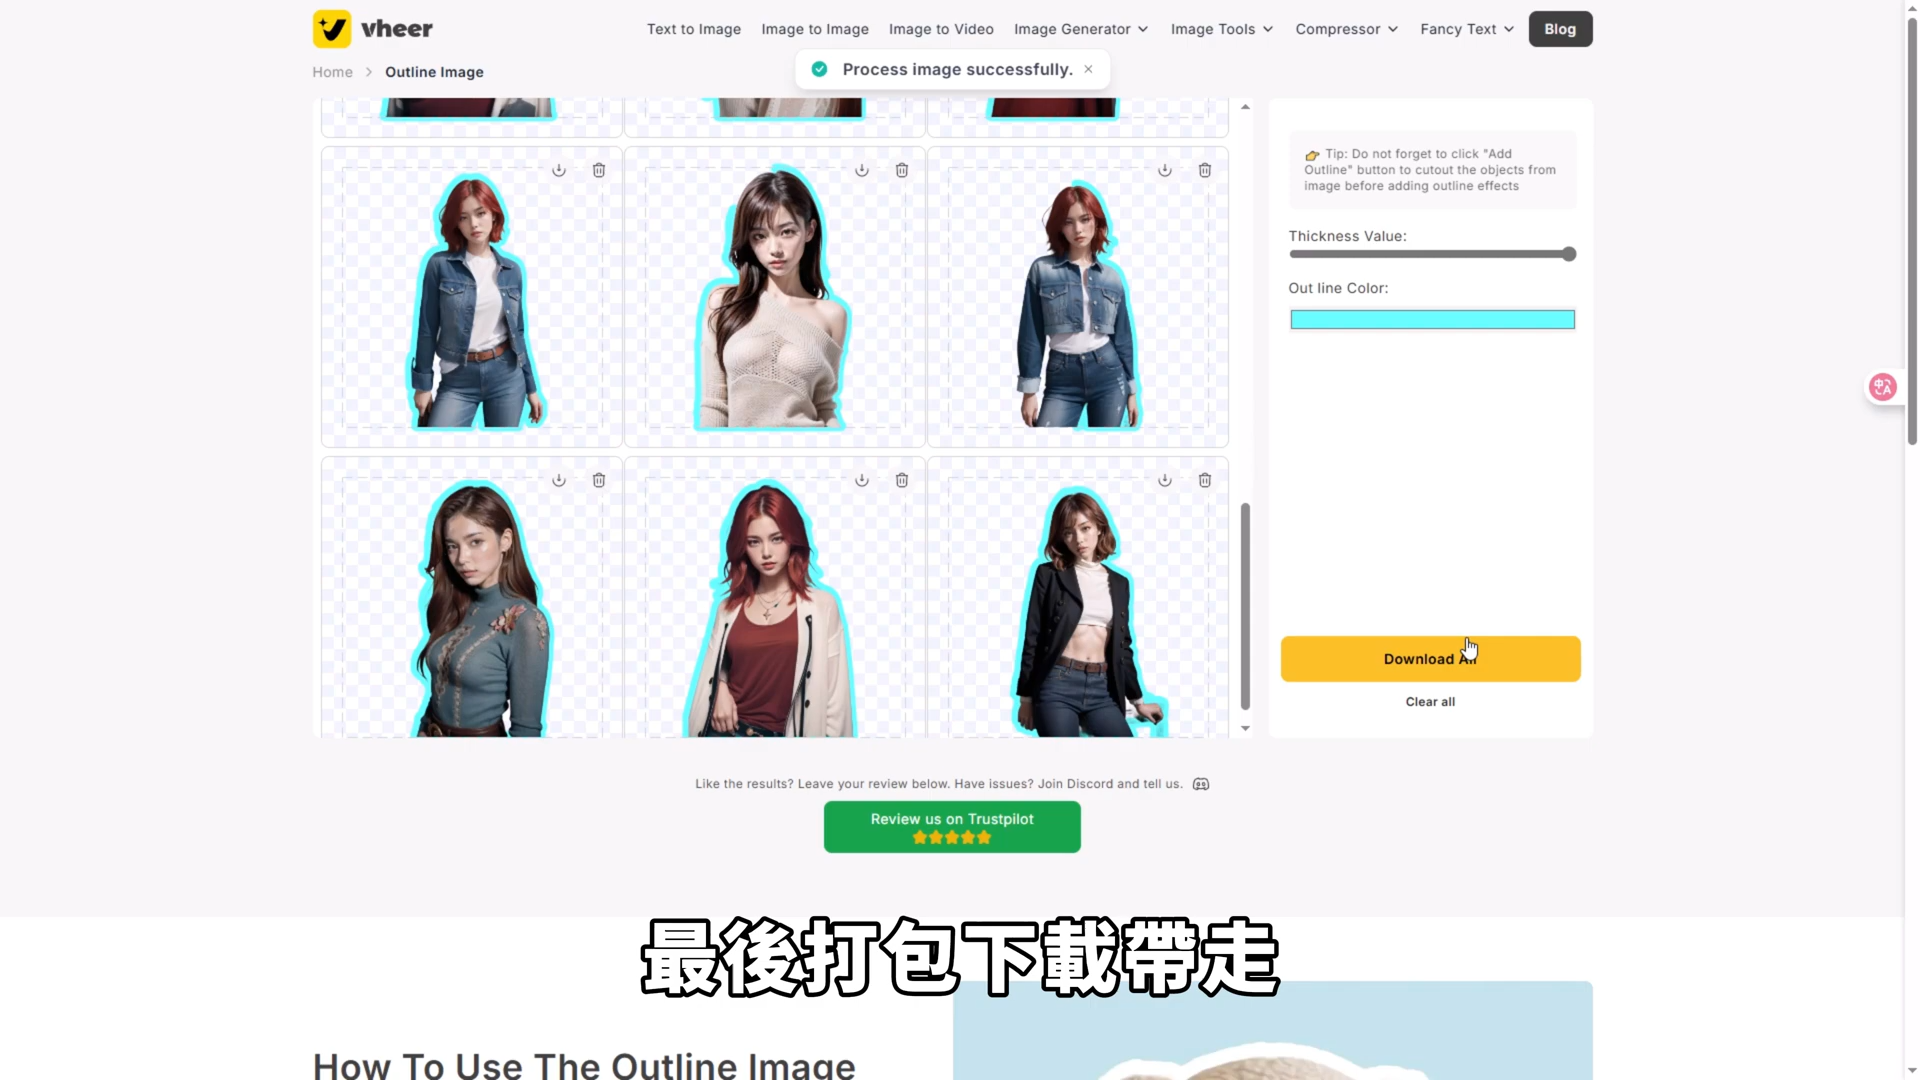 vheer
Text to Image
Image to Image
Image to Video
Image Generator
Image Tools
Compressor
Fancy Text
Blog
Home > Outline Image
Process image successfully.
Tip: Do not forget to click "Add
Outline" button to cutout the objects from
image before adding outline effects
Thickness Value:
Out line Color:
中A
Download All
Clear all
Like the results? Leave your review below. Have issues? Join Discord and tell us.
Review us on Trustpilot
最後打包下載帶走
How To Use The Outline Image